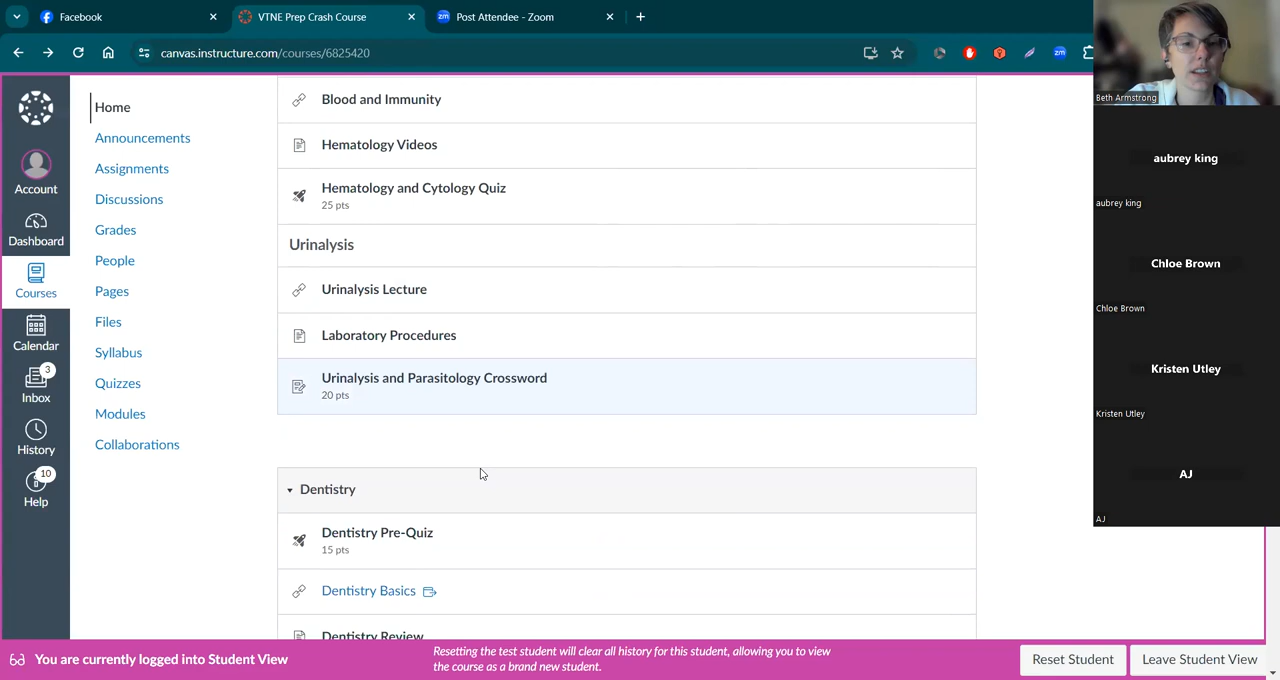 Facebook
VTNE Prep Crash Course
zm Post Attendee - Zoom
canvas.instructure.com/courses/6825420
zm
Account
Dashboard
Courses
Calendar
3
Inbox
History
10
Help
Home
Announcements
Assignments
Discussions
Grades
People
Pages
Files
Syllabus
Quizzes
Modules
Collaborations
Blood and Immunity
Hematology Videos
Hematology and Cytology Quiz
25 pts
Urinalysis
Urinalysis Lecture
Laboratory Procedures
Urinalysis and Parasitology Crossword
20 pts
Dentistry
Dentistry Pre-Quiz
15 pts
Dentistry Basics
Dentistry Review
Beth Armstrong
aubrey king
aubrey king
Chloe Brown
Chloe Brown
Kristen Utley
Kristen Utley
AJ
AJ
You are currently logged into Student View
Resetting the test student will clear all history for this student, allowing you to view
the course as a brand new student.
Reset Student
Leave Student View